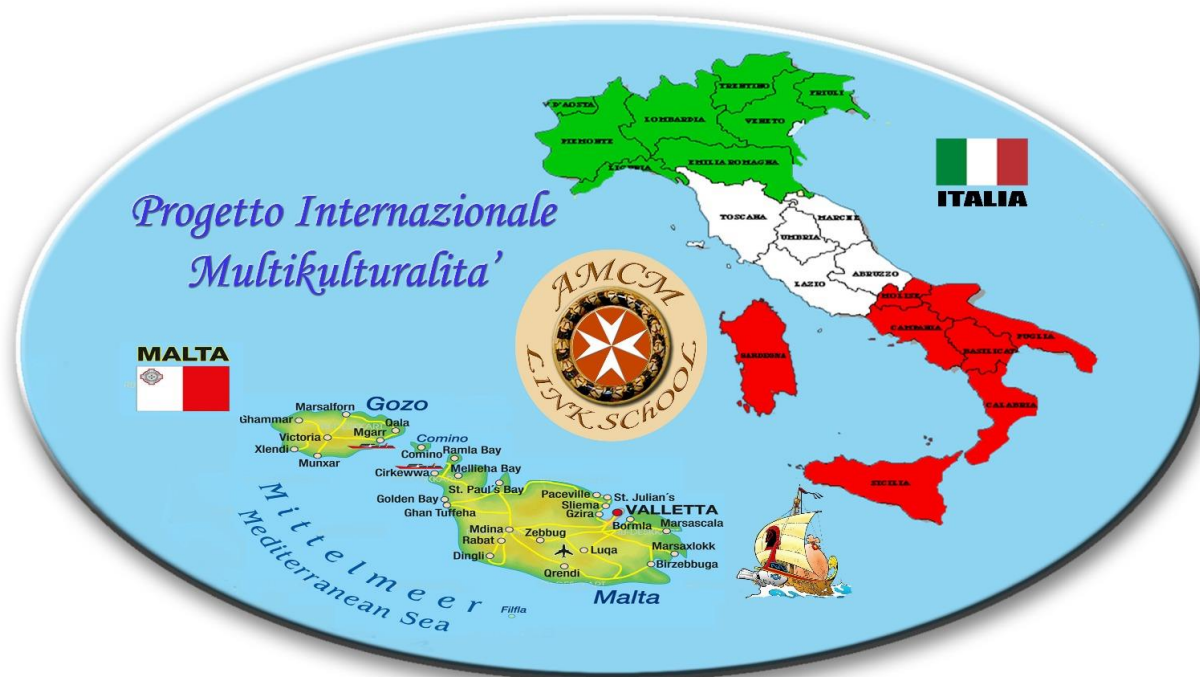 Progetto Internazionale
Multikulturalita’
AMCM
LINK SChOOL
ITALIA
V D'AOSTA
PIEMONTE
LOMBARDIA
TRENTINO
FRIULI
VENETO
LIGURIA
EMILIA ROMAGNA
TOSCANA
MARCHE
UMBRIA
LAZIO
ABRUZZO
MOLISE
CAMPANIA
PUGLIA
BASILICAT
CALABRIA
SARDEGNA
SICILIA
MALTA
Gozo
Marsalforn
Ghammar
Qala
Mgarr
Victoria
Xlendi
Munxar
Comino
Comino
Ramla Bay
Cirkewwa
Mellieha Bay
St. Paul´s Bay
Golden Bay
Ghan Tuffeha
Paceville
St. Julian´s
Sliema
Gzira
VALLETTA
Bormla
Marsascala
Mdina
Zebbug
Rabat
Luqa
Marsaxlokk
Dingli
Qrendi
Birzebbuga
Malta
Filfla
Mittelmeer
Mediterranean Sea